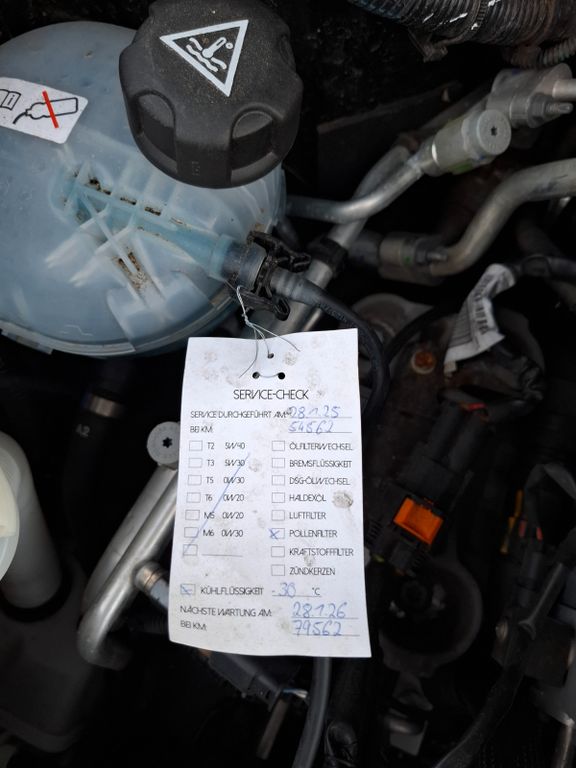 SERVICE-CHECK
SERVICE DURCHGEFÜHRT AM: 28.1.25
BEI KM: 54562
T2 5W40 ÖLFILTERWECHSEL
T3 5W30 BREMSFLÜSSIGKEIT
T5 0W30 DSG-ÖLWECHSEL
T6 0W20 HALDEXÖL
M5 0W20 LUFTFILTER
M6 0W30 POLLENFILTER
KRAFTSTOFFFILTER
ZÜNDKERZEN
KÜHLFLÜSSIGKEIT -30 °C
NÄCHSTE WARTUNG AM: 28.1.26
BEI KM: 79562